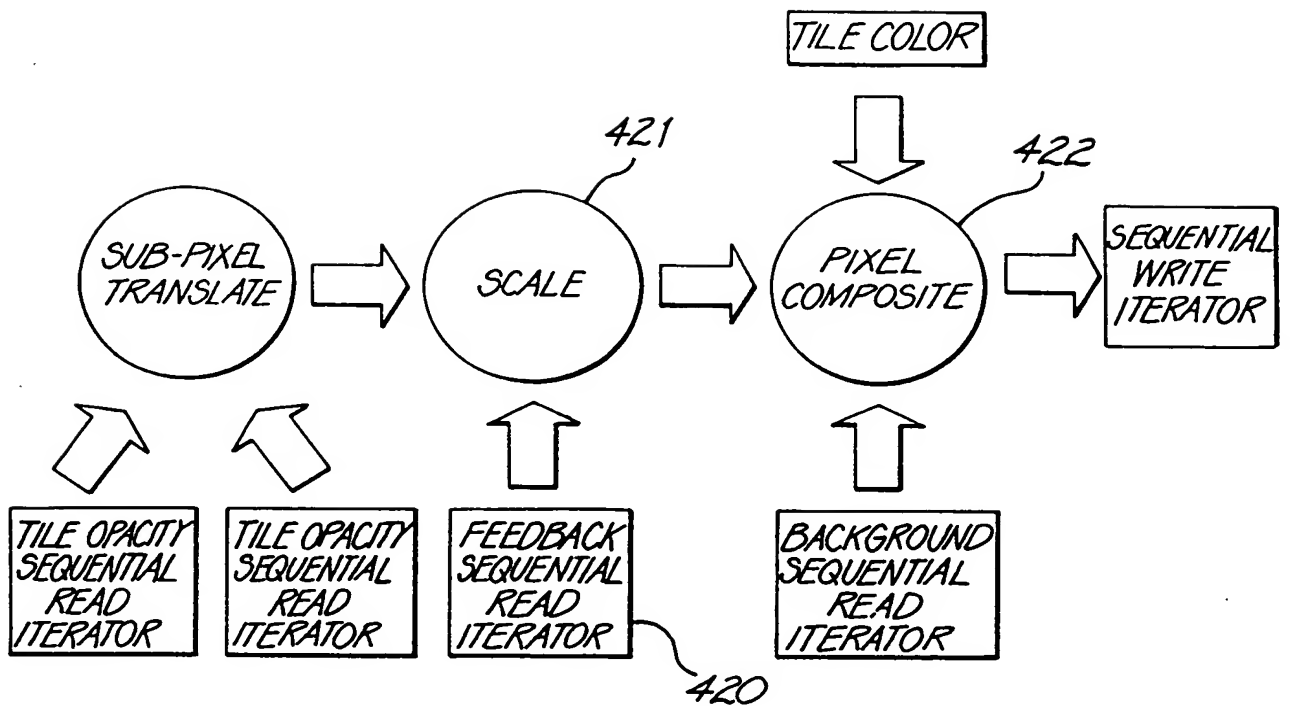 TILE COLOR
421
422
SUB-PIXEL
TRANSLATE
SCALE
PIXEL
COMPOSITE
SEQUENTIAL
WRITE
ITERATOR
TILE OPACITY
SEQUENTIAL
READ
ITERATOR
TILE OPACITY
SEQUENTIAL
READ
ITERATOR
FEEDBACK
SEQUENTIAL
READ
ITERATOR
BACKGROUND
SEQUENTIAL
READ
ITERATOR
420